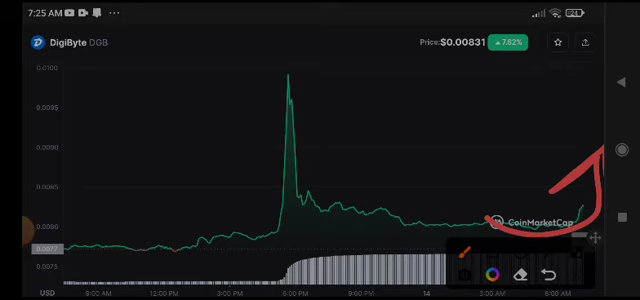 7:25 AM
24
DigiByte DGB
Price:$0.00831 ▲7.62%
0.0100
0.0095
0.0090
0.0085
0.0080
0.0077
0.0075
CoinMarketCap
USD 9:00 AM 12:00 PM 3:00 PM 6:00 PM 9:00 PM 14 3:00 AM 6:00 AM